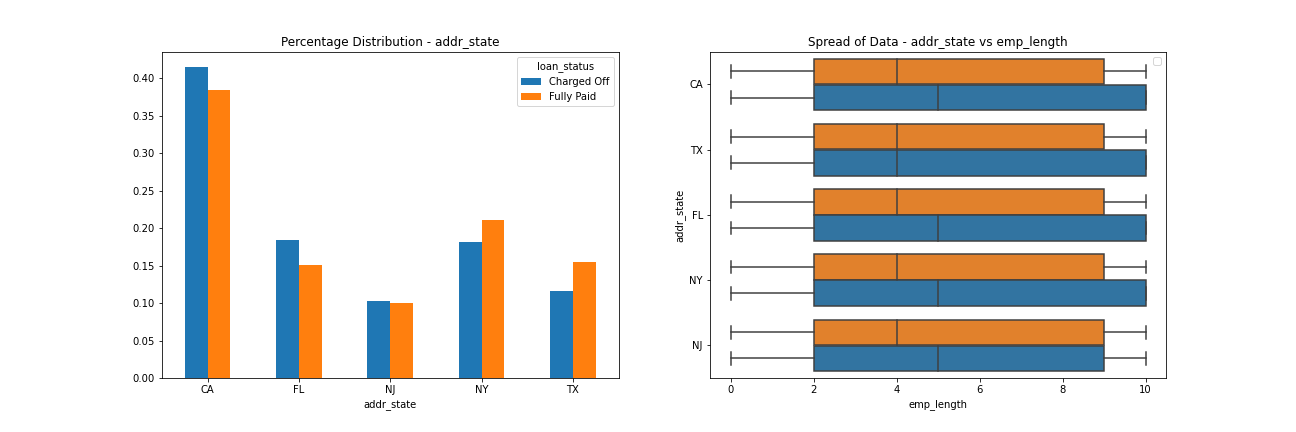 Percentage Distribution - addr_state
loan_status
Charged Off
Fully Paid
0.40
0.35
0.30
0.25
0.20
0.15
0.10
0.05
0.00
CA
FL
NJ
NY
TX
addr_state
Spread of Data - addr_state vs emp_length
addr_state
CA
TX
FL
NY
NJ
0
2
4
6
8
10
emp_length